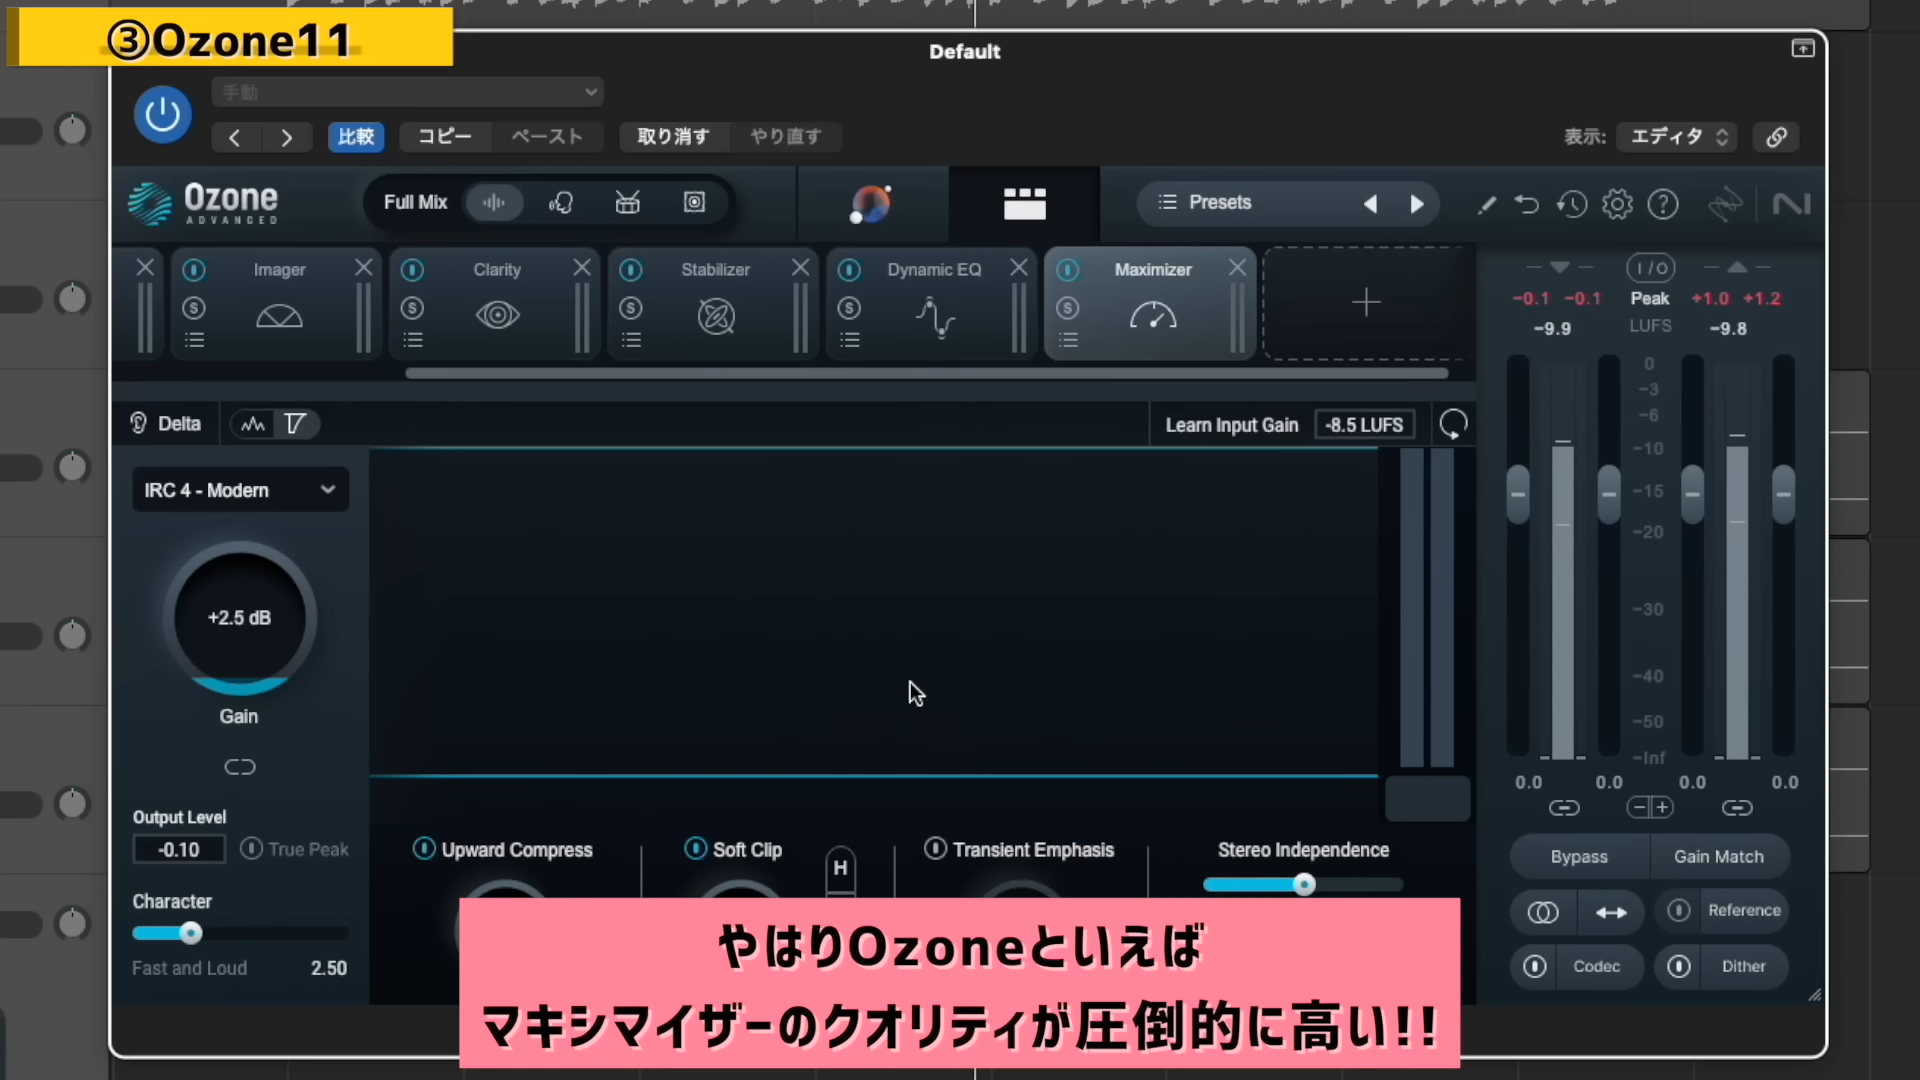 ③Ozone11
Default
手動
比較 コピー ペースト 取り消す やり直す
表示: エディタ
Ozone
ADVANCED
Full Mix
Presets
Imager Clarity Stabilizer Dynamic EQ Maximizer
S S S S S
+
I/O
-0.1 -0.1 Peak +1.0 +1.2
-9.9 LUFS -9.8
Delta
Learn Input Gain -8.5 LUFS
IRC 4 - Modern
+2.5 dB
Gain
0
-3
-6
-10
-15
-20
-30
-40
-50
-Inf
0.0 0.0 0.0 0.0
Output Level
-0.10 True Peak
Character
Fast and Loud 2.50
Upward Compress Soft Clip H Transient Emphasis Stereo Independence
Bypass Gain Match
Reference
Codec Dither
やはりOzoneといえば
マキシマイザーのクオリティが圧倒的に高い!!